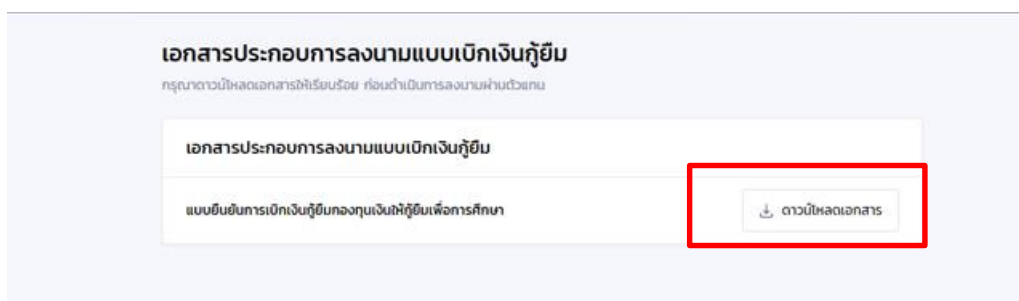 เอกสารประกอบการลงนามแบบเบิกเงินกู้ยืม
กรุณาดาวน์โหลดเอกสารให้เรียบร้อย ก่อนดำเนินการลงนามผ่านตัวแทน
เอกสารประกอบการลงนามแบบเบิกเงินกู้ยืม
แบบยืนยันการเบิกเงินกู้ยืมกองทุนเงินให้กู้ยืมเพื่อการศึกษา
ดาวน์โหลดเอกสาร